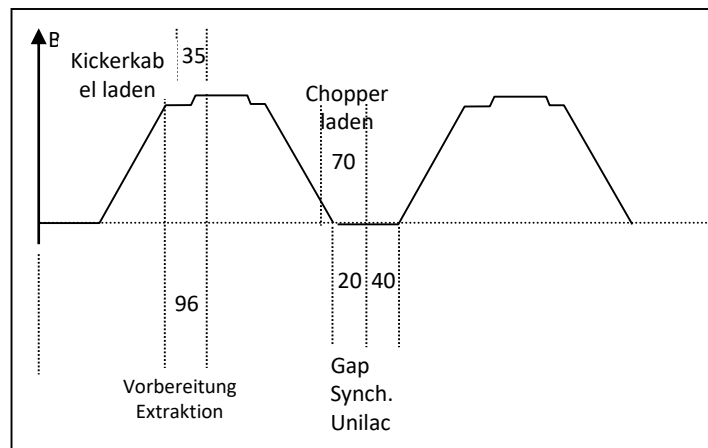 B
35
Kickerkab
el laden
Chopper
laden
70
20
40
96
Gap
Synch.
Unilac
Vorbereitung
Extraktion